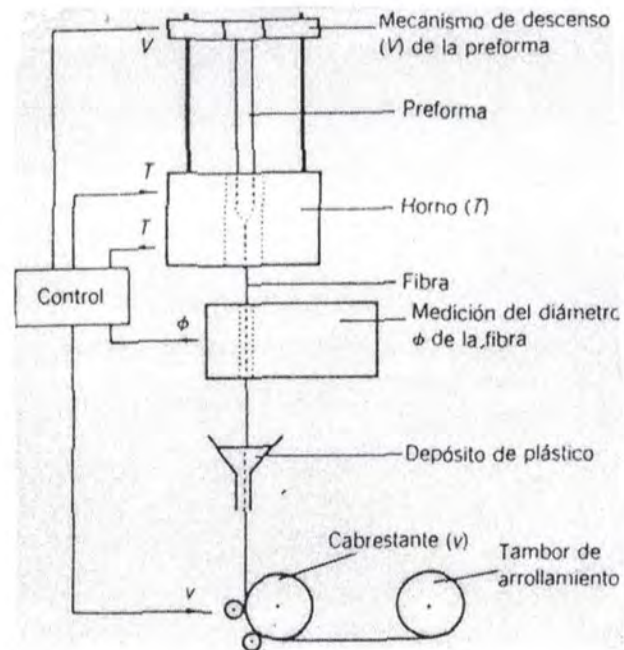 Mecanismo de descenso
(V) de la preforma
V
Preforma
T
Horno (T)
T
Fibra
Control
Medición del diámetro
ϕ de la fibra
ϕ
Depósito de plástico
Cabrestante (v)
Tambor de
arrollamiento
v